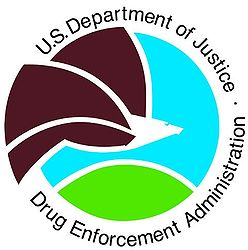 U.S. Department of Justice
Drug Enforcement Administration